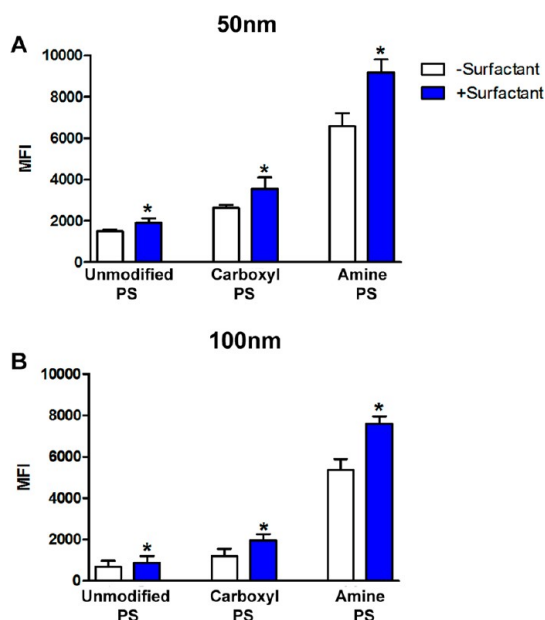 50nm
A
-Surfactant
+Surfactant
MFI
10000
8000
6000
4000
2000
0
*
*
*
Unmodified PS
Carboxyl PS
Amine PS
100nm
B
MFI
10000
8000
6000
4000
2000
0
*
*
*
Unmodified PS
Carboxyl PS
Amine PS